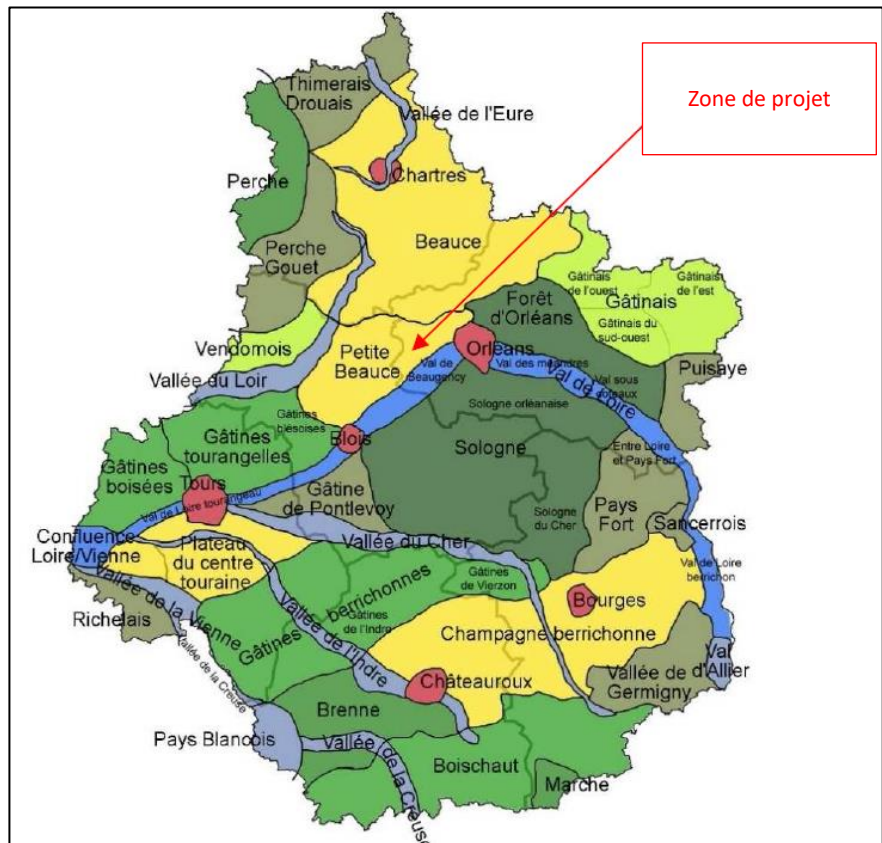 Zone de projet
Thimerais
Drouais
Vallée de l'Eure
Chartres
Perche
Beauce
Perche
Gouet
Gâtinais
de l'ouest
Gâtinais
de l'est
Gâtinais
Gâtinais du
sud-ouest
Forêt
d'Orléans
Orléans
Vendomois
Petite
Beauce
Val de
Beaugency
Val des méandres
Val de Loire
Val sous
coteaux
Puisaye
Vallée du Loir
Sologne orléanaise
Gâtines
blésoises
Blois
Gâtines
tourangelles
Sologne
Entre Loire
et Pays Fort
Gâtines
boisées
Tours
Val de Loire tourangeau
Gâtine
de Pontlevoy
Sologne
du Cher
Pays
Fort
Sancerrois
Confluence
Loire/Vienne
Plateau
du centre
touraine
Vallée du Cher
Val de Loire
berrichon
Richelais
Vallée de la Vienne
Gâtines berrichonnes
Gâtines
de l'Indre
Gâtines
de Vierzon
Bourges
Vallée de l'Indre
Champagne berrichonne
Vallée de la Creuse
Châteauroux
Vallée de
Germigny
Val
d'Allier
Brenne
Pays Blancois
Vallée
de la Creuse
Boischaut
Marche